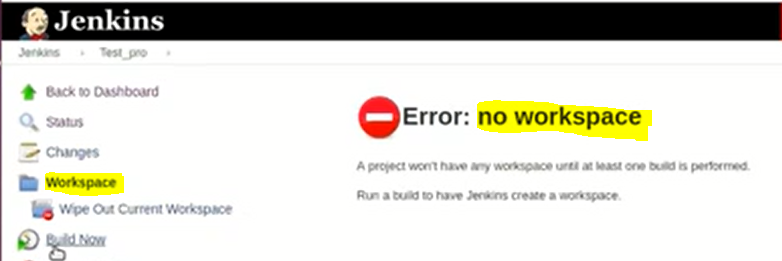 Jenkins
Jenkins › Test_pro ›
Back to Dashboard
Status
Changes
Workspace
Wipe Out Current Workspace
Build Now
Error: no workspace
A project won't have any workspace until at least one build is performed.
Run a build to have Jenkins create a workspace.